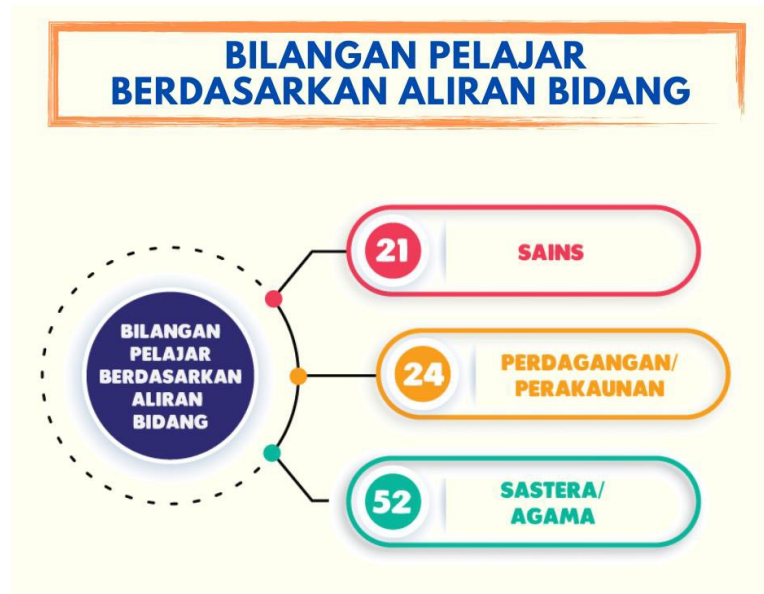 BILANGAN PELAJAR
BERDASARKAN ALIRAN BIDANG
BILANGAN
PELAJAR
BERDASARKAN
ALIRAN
BIDANG
21
SAINS
24
PERDAGANGAN/
PERAKAUNAN
52
SASTERA/
AGAMA